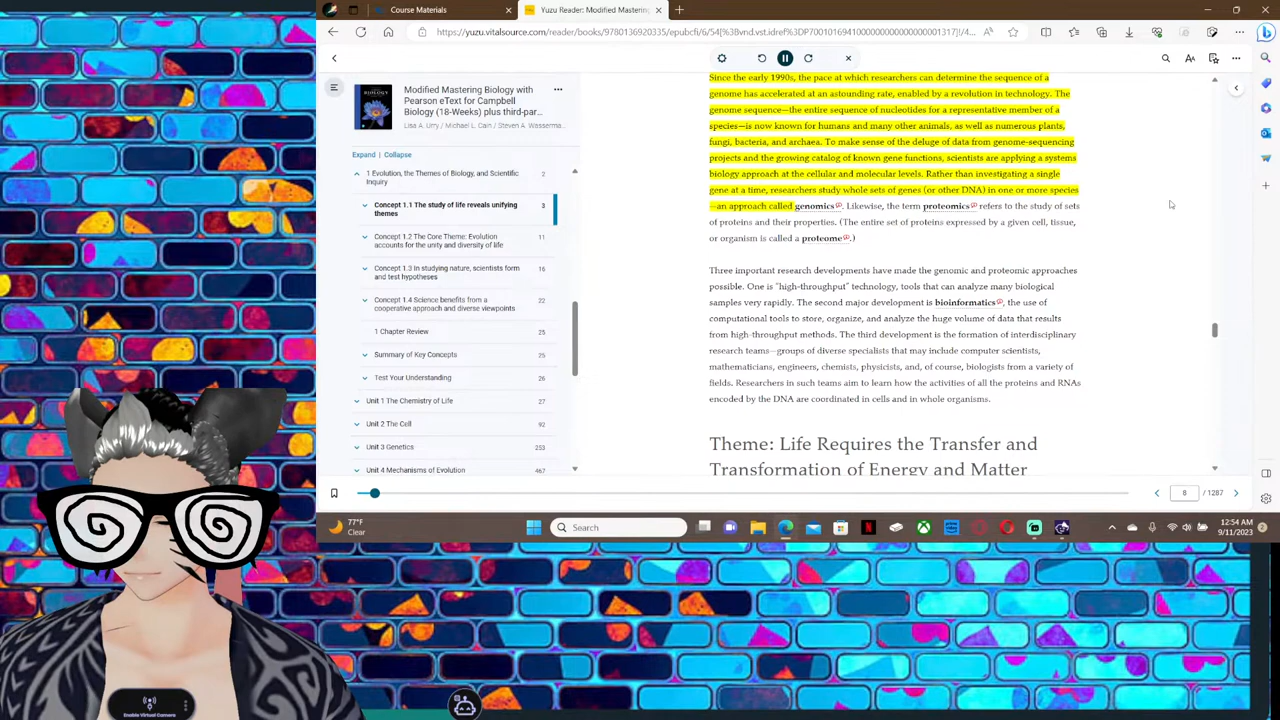 Course Materials
Yuzu Reader: Modified Mastering
https://yuzu.vitalsource.com/reader/books/9780136920335/epubcfi/6/54[%3Bvnd.vst.idref%3DP7001016941000000000000000001317]!/4...
Modified Mastering Biology with
Pearson eText for Campbell
Biology (18-Weeks) plus third-par...
Lisa A. Urry / Michael L. Cain / Steven A. Wasserma...
Expand | Collapse
1 Evolution, the Themes of Biology, and Scientific 2
Inquiry
Concept 1.1 The study of life reveals unifying 3
themes
Concept 1.2 The Core Theme: Evolution 11
accounts for the unity and diversity of life
Concept 1.3 In studying nature, scientists form 16
and test hypotheses
Concept 1.4 Science benefits from a 22
cooperative approach and diverse viewpoints
1 Chapter Review 25
Summary of Key Concepts 25
Test Your Understanding 26
Unit 1 The Chemistry of Life 27
Unit 2 The Cell 92
Unit 3 Genetics 253
Unit 4 Mechanisms of Evolution 467
Since the early 1990s, the pace at which researchers can determine the sequence of a
genome has accelerated at an astounding rate, enabled by a revolution in technology. The
genome sequence—the entire sequence of nucleotides for a representative member of a
species—is now known for humans and many other animals, as well as numerous plants,
fungi, bacteria, and archaea. To make sense of the deluge of data from genome-sequencing
projects and the growing catalog of known gene functions, scientists are applying a systems
biology approach at the cellular and molecular levels. Rather than investigating a single
gene at a time, researchers study whole sets of genes (or other DNA) in one or more species
—an approach called genomics. Likewise, the term proteomics refers to the study of sets
of proteins and their properties. (The entire set of proteins expressed by a given cell, tissue,
or organism is called a proteome.)
Three important research developments have made the genomic and proteomic approaches
possible. One is "high-throughput" technology, tools that can analyze many biological
samples very rapidly. The second major development is bioinformatics, the use of
computational tools to store, organize, and analyze the huge volume of data that results
from high-throughput methods. The third development is the formation of interdisciplinary
research teams—groups of diverse specialists that may include computer scientists,
mathematicians, engineers, chemists, physicists, and, of course, biologists from a variety of
fields. Researchers in such teams aim to learn how the activities of all the proteins and RNAs
encoded by the DNA are coordinated in cells and in whole organisms.
Theme: Life Requires the Transfer and
Transformation of Energy and Matter
8 / 1287
77°F
Clear
Search
12:54 AM
9/11/2023
Enable Virtual Camera